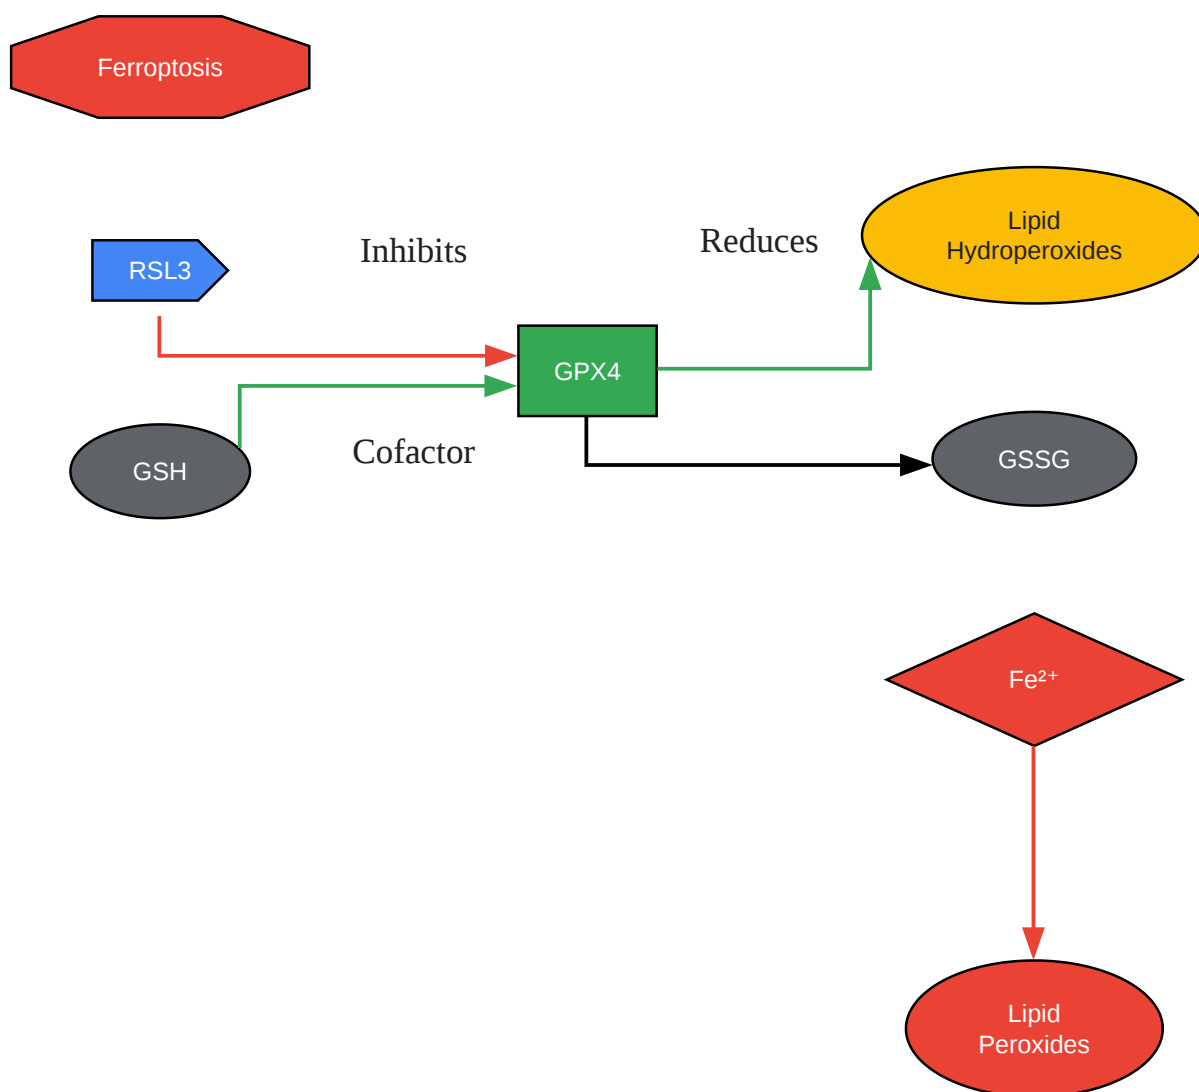 Ferroptosis
Lipid
Hydroperoxides
Reduces
Inhibits
RSL3
GPX4
Cofactor
GSH
GSSG
Fe²⁺
Lipid
Peroxides